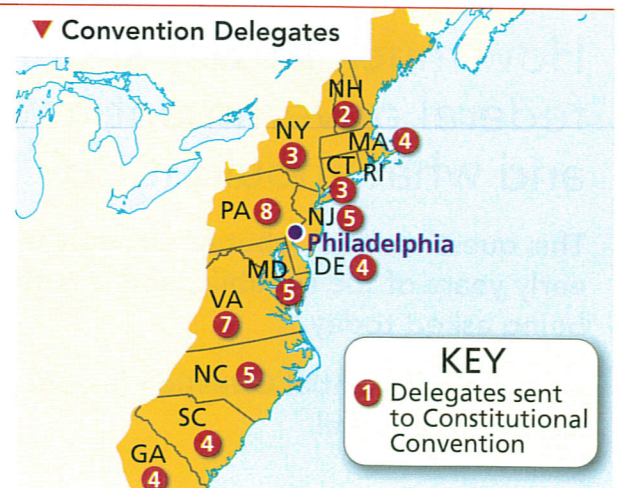 Convention Delegates
NH
2
NY
3
MA 4
CT
3
RI
PA 8
NJ 5
Philadelphia
MD
5
DE 4
VA
7
NC 5
SC
4
GA
4
KEY
1 Delegates sent
to Constitutional
Convention